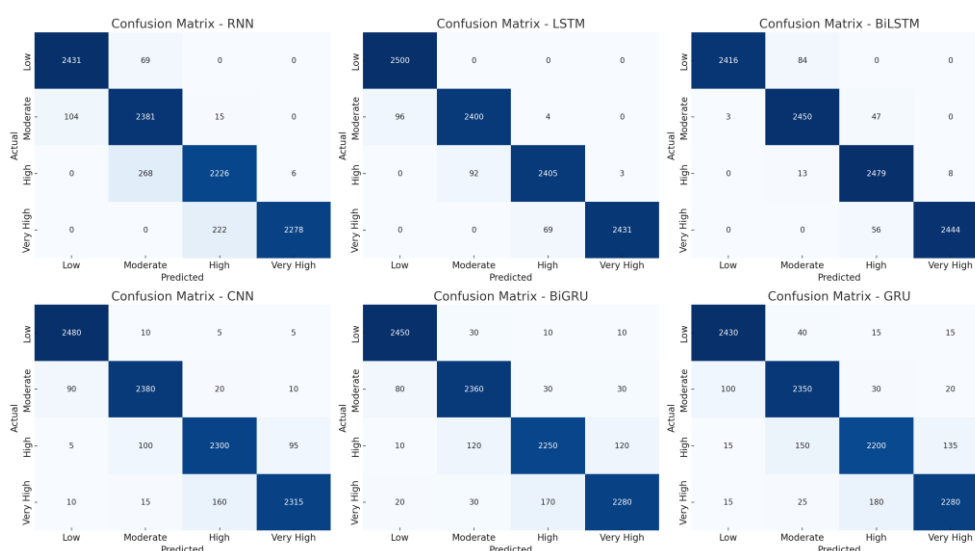 Confusion Matrix - RNN
Actual
Low 2431 69 0 0
Moderate 104 2381 15 0
High 0 268 2226 6
Very High 0 0 222 2278
Low Moderate High Very High
Predicted
Confusion Matrix - LSTM
Actual
Low 2500 0 0 0
Moderate 96 2400 4 0
High 0 92 2405 3
Very High 0 0 69 2431
Low Moderate High Very High
Predicted
Confusion Matrix - BiLSTM
Actual
Low 2416 84 0 0
Moderate 3 2450 47 0
High 0 13 2479 8
Very High 0 0 56 2444
Low Moderate High Very High
Predicted
Confusion Matrix - CNN
Actual
Low 2480 10 5 5
Moderate 90 2380 20 10
High 5 100 2300 95
Very High 10 15 160 2315
Low Moderate High Very High
Predicted
Confusion Matrix - BiGRU
Actual
Low 2450 30 10 10
Moderate 80 2360 30 30
High 10 120 2250 120
Very High 20 30 170 2280
Low Moderate High Very High
Predicted
Confusion Matrix - GRU
Actual
Low 2430 40 15 15
Moderate 100 2350 30 20
High 15 150 2200 135
Very High 15 25 180 2280
Low Moderate High Very High
Predicted